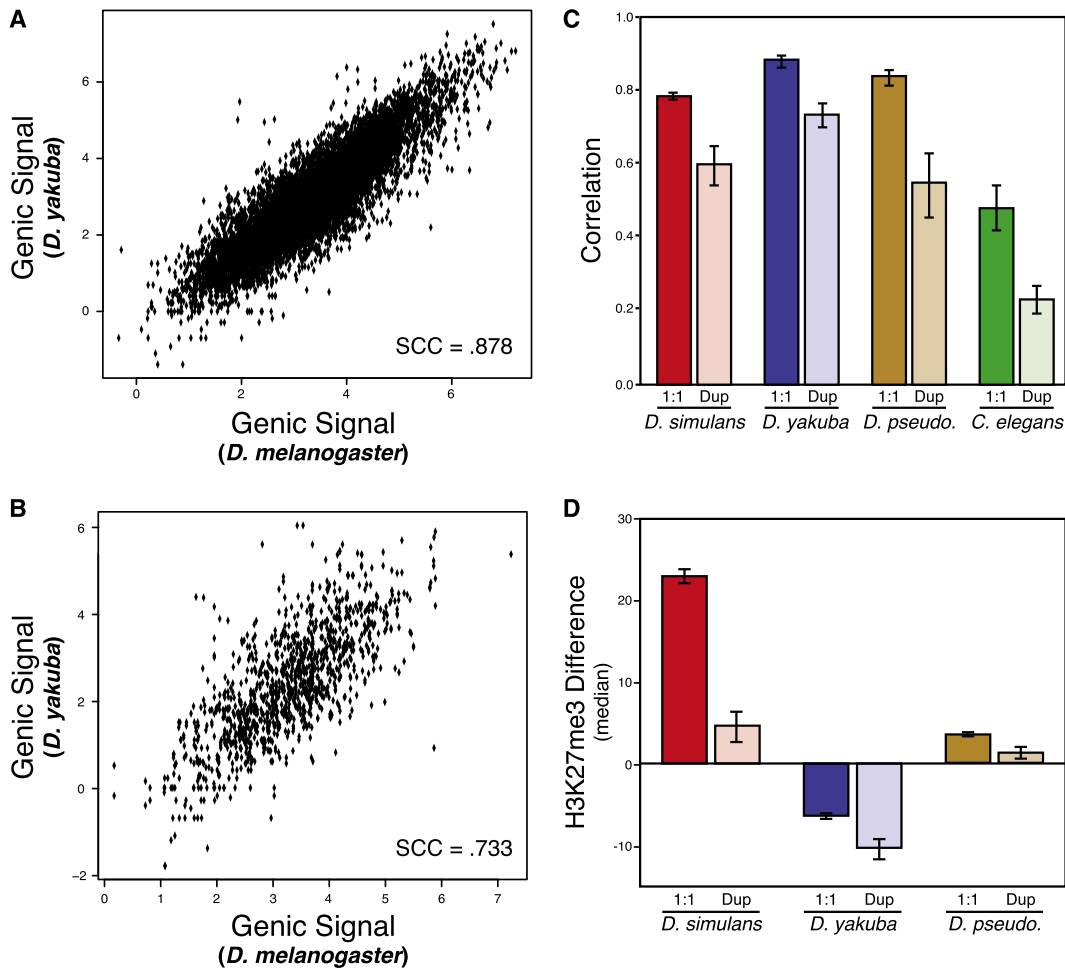 A
Genic Signal
(D. yakuba)
6
4
2
0
SCC = .878
0 2 4 6
Genic Signal
(D. melanogaster)
B
Genic Signal
(D. yakuba)
6
4
2
0
−2
SCC = .733
0 1 2 3 4 5 6 7
Genic Signal
(D. melanogaster)
C
Correlation
1.0
0.8
0.6
0.4
0.2
0.0
1:1 Dup 1:1 Dup 1:1 Dup 1:1 Dup
D. simulans D. yakuba D. pseudo. C. elegans
D
H3K27me3 Difference
(median)
30
20
10
0
-10
1:1 Dup 1:1 Dup 1:1 Dup
D. simulans D. yakuba D. pseudo.